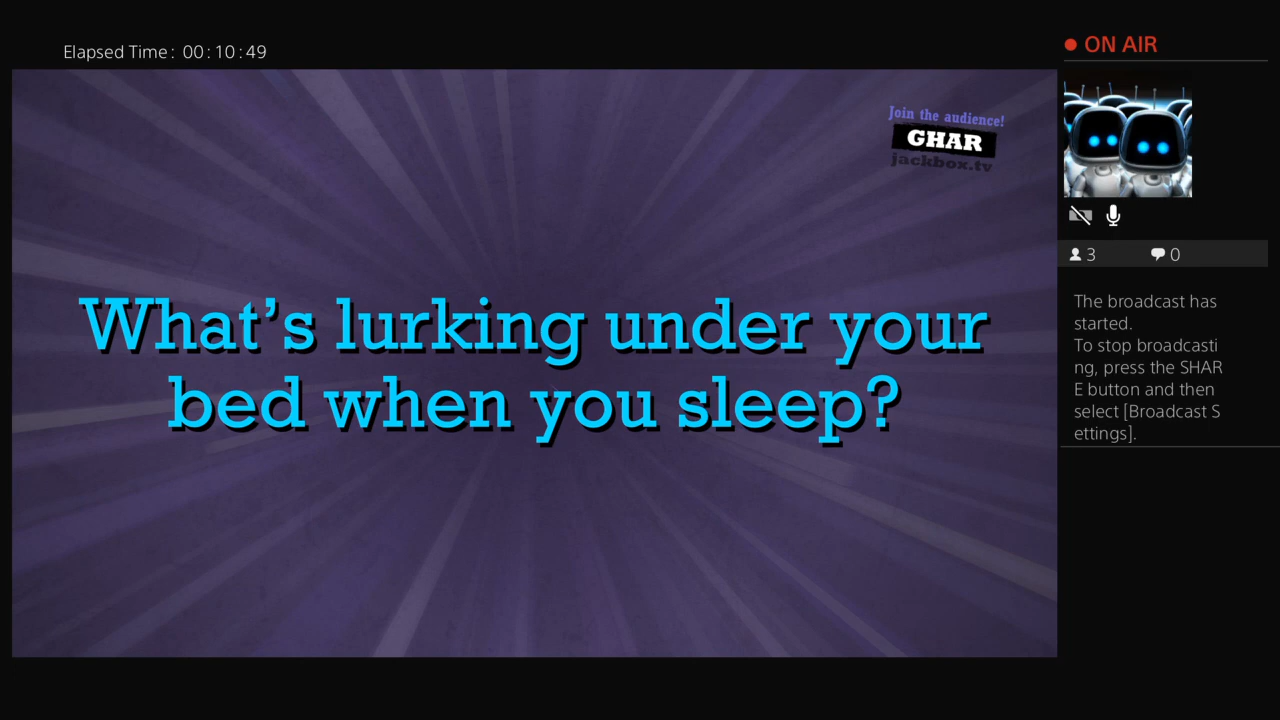 Elapsed Time: 00:10:49
ON AIR
Join the audience!
GHAR
jackbox.tv
3
0
What's lurking under your
bed when you sleep?
The broadcast has
started.
To stop broadcasti
ng, press the SHAR
E button and then
select [Broadcast S
ettings].